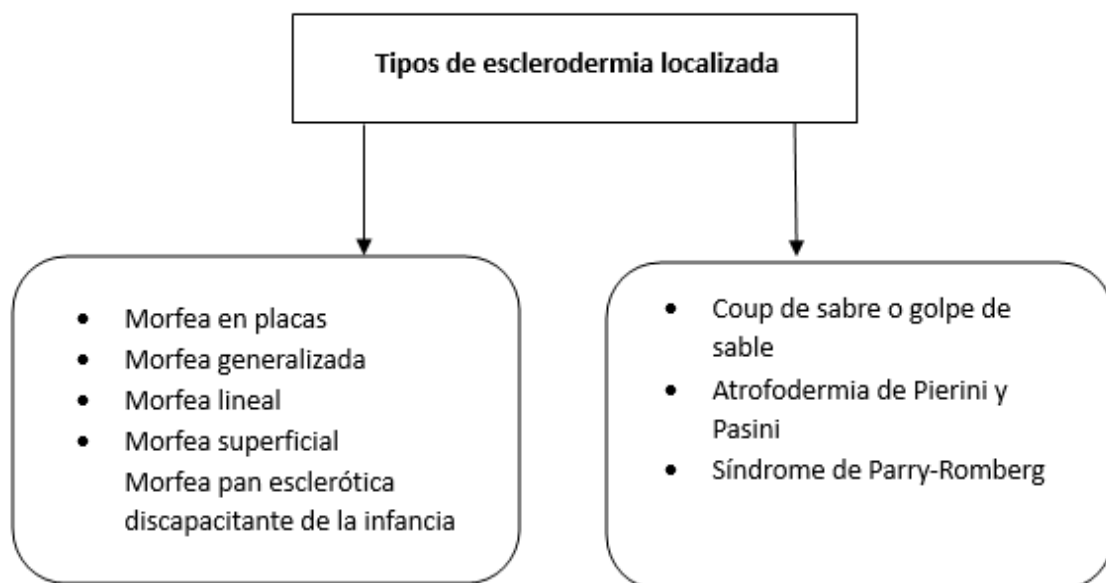 Tipos de esclerodermia localizada
• Morfea en placas
• Morfea generalizada
• Morfea lineal
• Morfea superficial
Morfea pan esclerótica
discapacitante de la infancia
• Coup de sabre o golpe de
sable
• Atrofodermia de Pierini y
Pasini
• Síndrome de Parry-Romberg